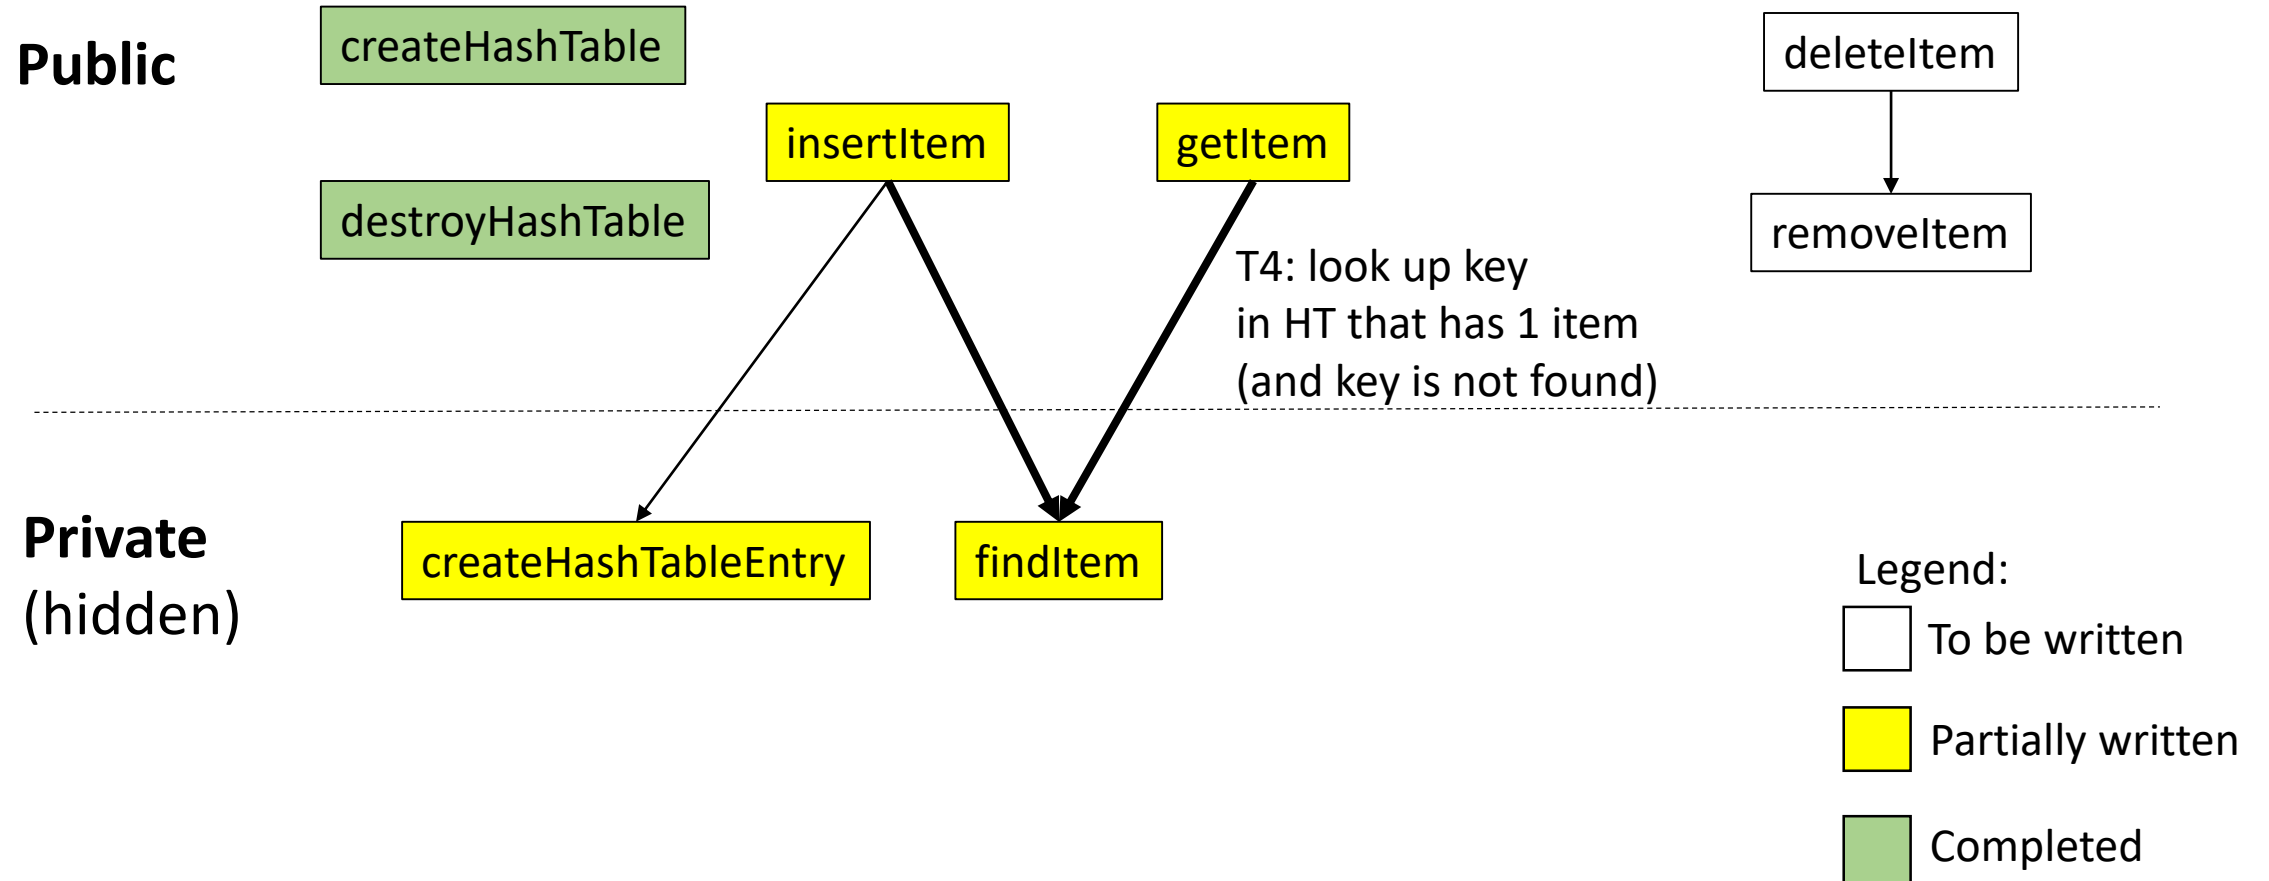 Public
createHashTable
deleteItem
insertItem
getItem
destroyHashTable
removeItem
T4: look up key
in HT that has 1 item
(and key is not found)
Private
(hidden)
createHashTableEntry
findItem
Legend:
To be written
Partially written
Completed